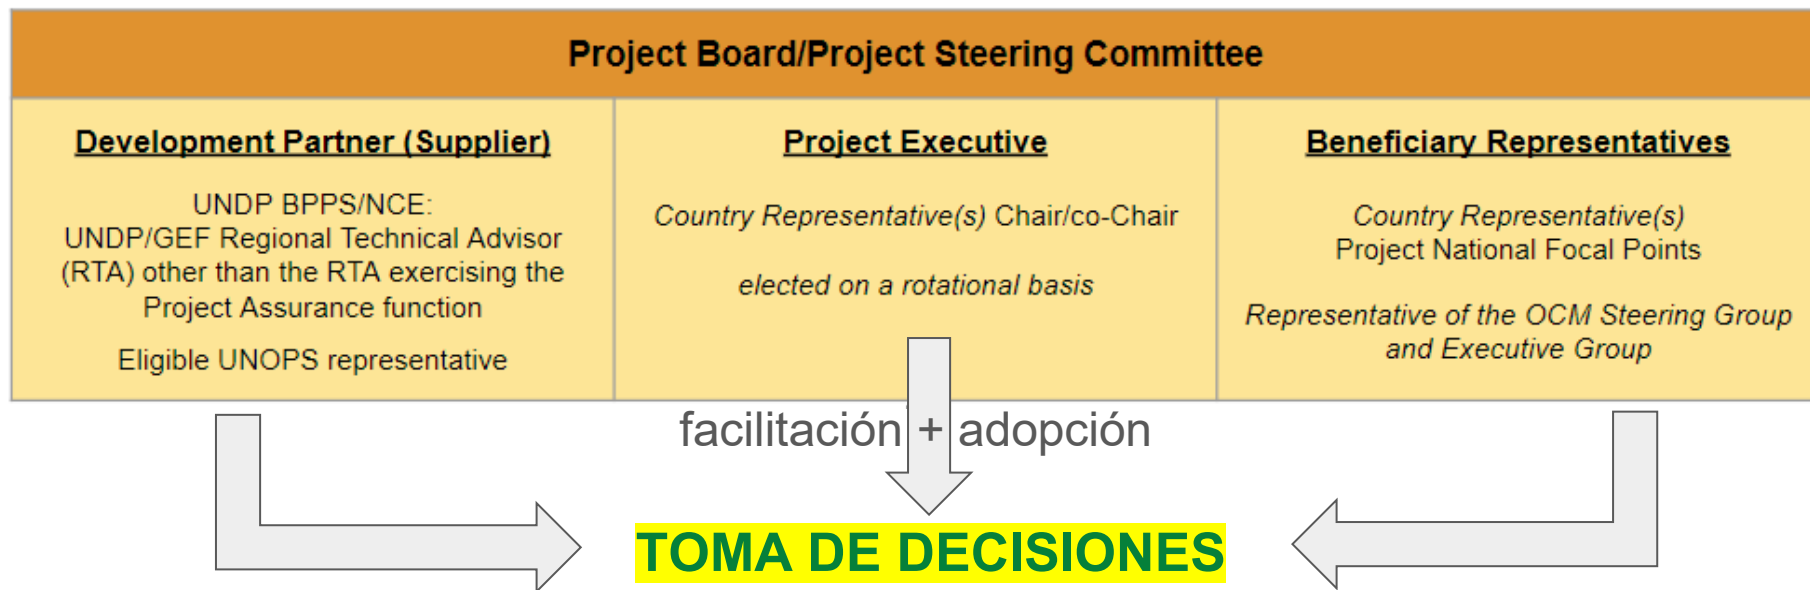 Project Board/Project Steering Committee
Development Partner (Supplier)
UNDP BPPS/NCE:
UNDP/GEF Regional Technical Advisor
(RTA) other than the RTA exercising the
Project Assurance function
Eligible UNOPS representative
Project Executive
Country Representative(s) Chair/co-Chair
elected on a rotational basis
Beneficiary Representatives
Country Representative(s)
Project National Focal Points
Representative of the OCM Steering Group
and Executive Group
facilitación + adopción
TOMA DE DECISIONES